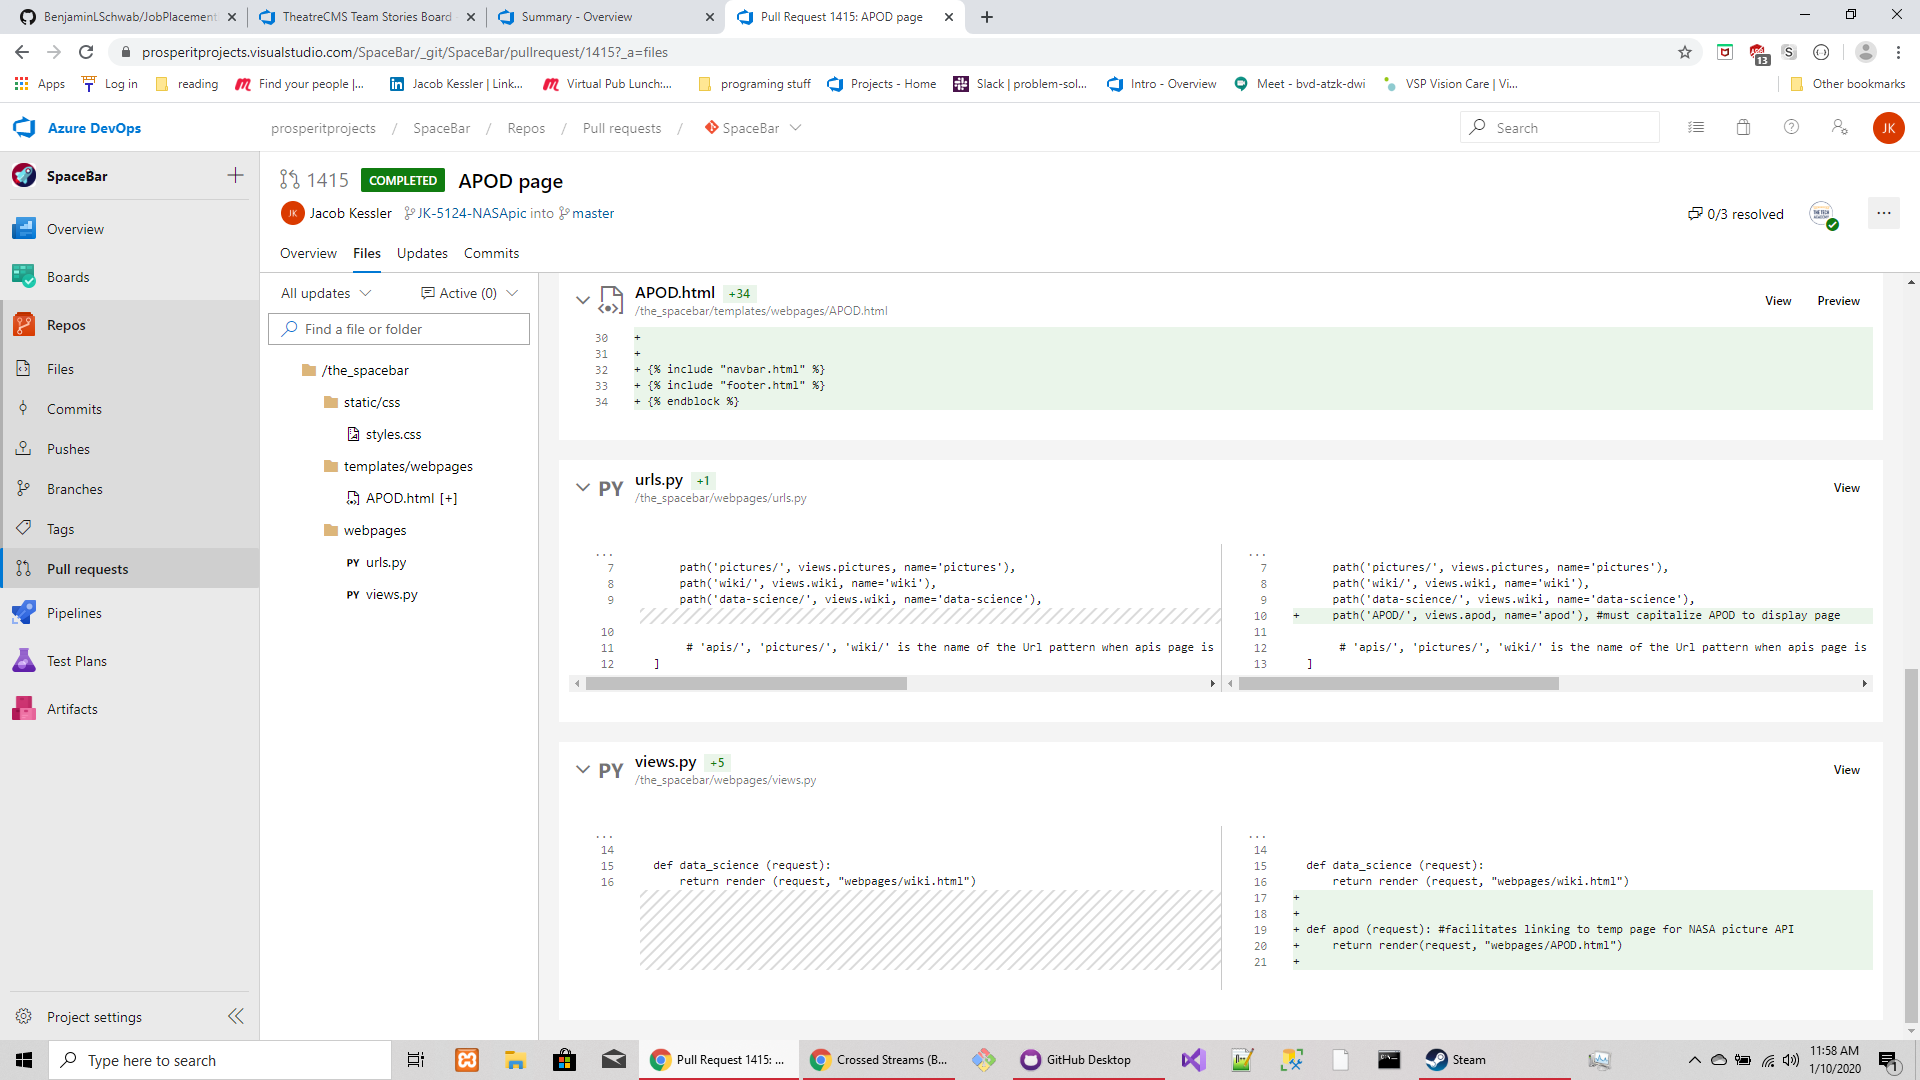 BenjaminLSchwab/JobPlacement
TheatreCMS Team Stories Board
Summary - Overview
Pull Request 1415: APOD page
prosperitprojects.visualstudio.com/SpaceBar/_git/SpaceBar/pullrequest/1415?_a=files
13
Apps
Log in
reading
Find your people |...
Jacob Kessler | Link...
Virtual Pub Lunch:...
programing stuff
Projects - Home
Slack | problem-sol...
Intro - Overview
Meet - bvd-atzk-dwi
VSP Vision Care | Vi...
Other bookmarks
Azure DevOps
prosperitprojects / SpaceBar / Repos / Pull requests / SpaceBar
Search
JK
SpaceBar
Overview
Boards
Repos
Files
Commits
Pushes
Branches
Tags
Pull requests
Pipelines
Test Plans
Artifacts
Project settings
1415 COMPLETED APOD page
JK Jacob Kessler JK-5124-NASApic into master
0/3 resolved
Overview Files Updates Commits
All updates
Active (0)
Find a file or folder
/the_spacebar
static/css
styles.css
templates/webpages
APOD.html [+]
webpages
PY urls.py
PY views.py
APOD.html +34
/the_spacebar/templates/webpages/APOD.html
View Preview
30 +
31 +
32 + {% include "navbar.html" %}
33 + {% include "footer.html" %}
34 + {% endblock %}
PY urls.py +1
/the_spacebar/webpages/urls.py
View
...
7 path('pictures/', views.pictures, name='pictures'),
8 path('wiki/', views.wiki, name='wiki'),
9 path('data-science/', views.wiki, name='data-science'),
10
11 # 'apis/', 'pictures/', 'wiki/' is the name of the Url pattern when apis page is
12 ]
...
7 path('pictures/', views.pictures, name='pictures'),
8 path('wiki/', views.wiki, name='wiki'),
9 path('data-science/', views.wiki, name='data-science'),
10 + path('APOD/', views.apod, name='apod'), #must capitalize APOD to display page
11
12 # 'apis/', 'pictures/', 'wiki/' is the name of the Url pattern when apis page is
13 ]
PY views.py +5
/the_spacebar/webpages/views.py
View
...
14
15 def data_science (request):
16 return render (request, "webpages/wiki.html")
...
14
15 def data_science (request):
16 return render (request, "webpages/wiki.html")
17 +
18 +
19 + def apod (request): #facilitates linking to temp page for NASA picture API
20 + return render(request, "webpages/APOD.html")
21 +
Type here to search
Pull Request 1415: ...
Crossed Streams (B...
GitHub Desktop
Steam
11:58 AM
1/10/2020
1